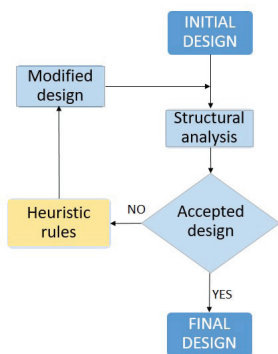 INITIAL
DESIGN
Modified
design
Structural
analysis
Heuristic
rules
NO
Accepted
design
YES
FINAL
DESIGN